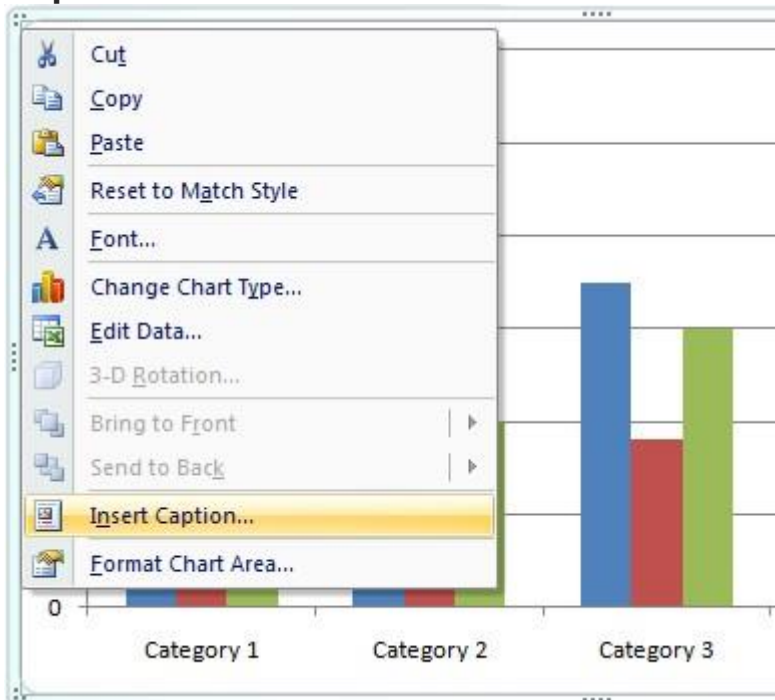 Cut
Copy
Paste
Reset to Match Style
Font...
Change Chart Type...
Edit Data...
3-D Rotation...
Bring to Front
Send to Back
Insert Caption...
Format Chart Area...
0
Category 1
Category 2
Category 3